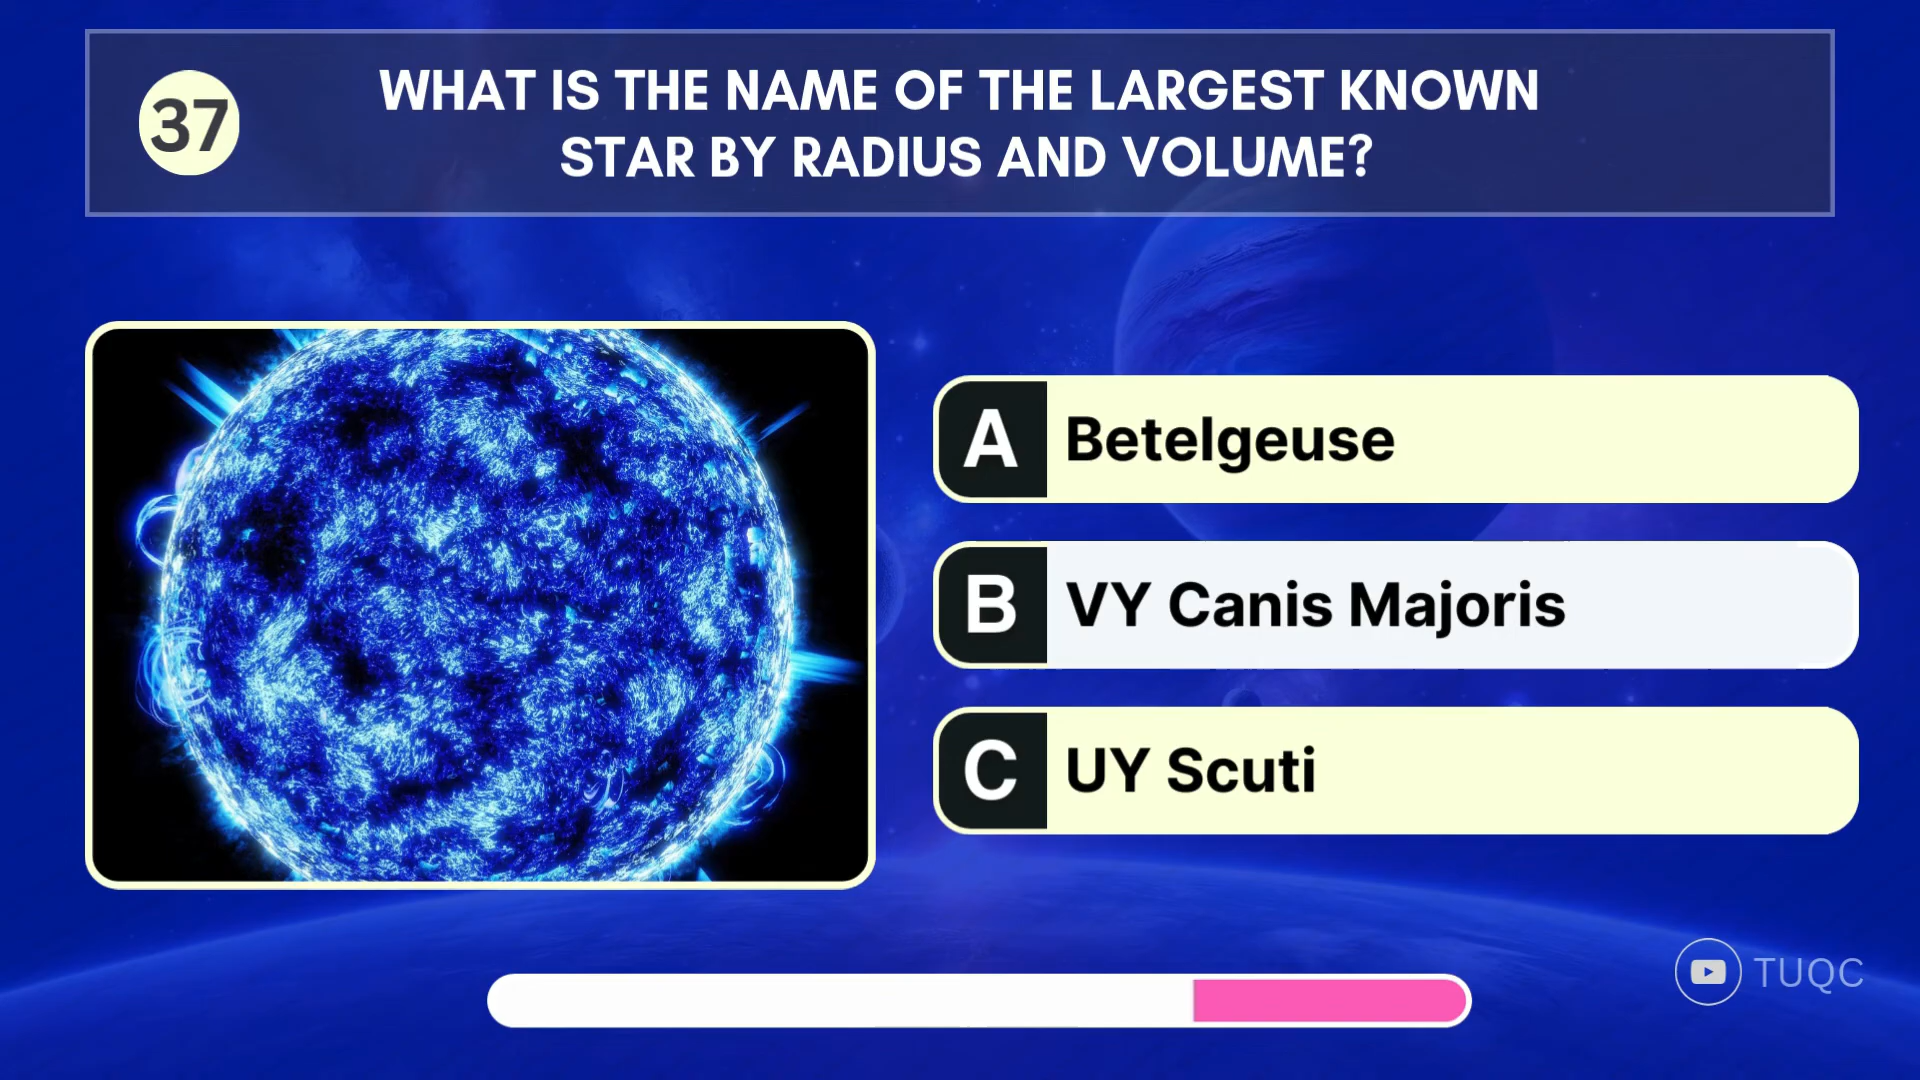 37
WHAT IS THE NAME OF THE LARGEST KNOWN
STAR BY RADIUS AND VOLUME?
A Betelgeuse
B VY Canis Majoris
C UY Scuti
TUQC